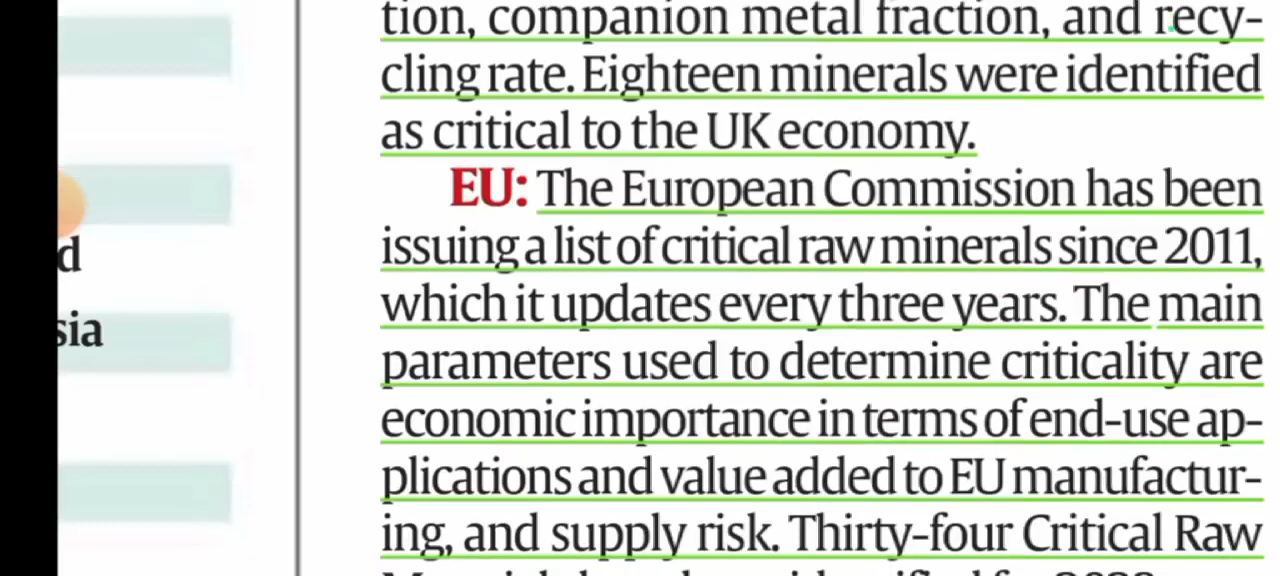 d
sia
tion, companion metal fraction, and recy-
cling rate. Eighteen minerals were identified
as critical to the UK economy.
EU: The European Commission has been
issuing a list of critical raw minerals since 2011,
which it updates every three years. The main
parameters used to determine criticality are
economic importance in terms of end-use ap-
plications and value added to EU manufactur-
ing, and supply risk. Thirty-four Critical Raw